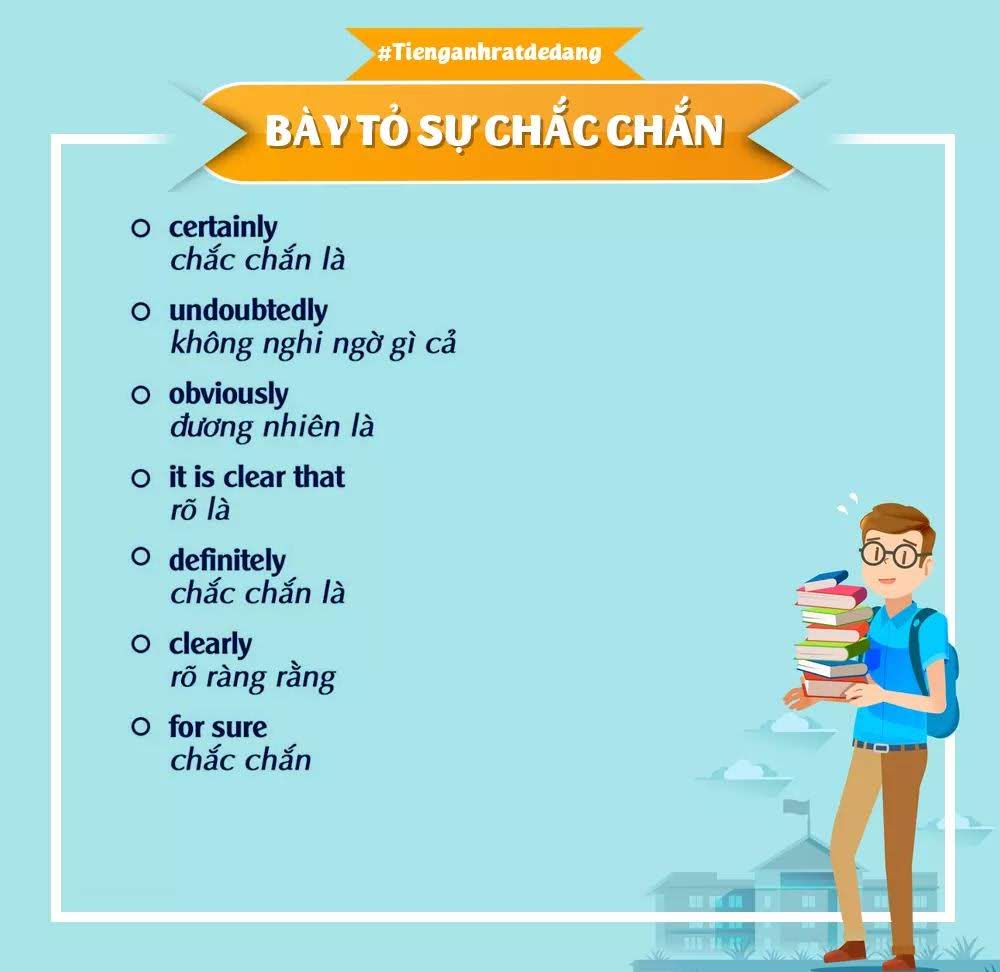 #Tienganhratdedang
BÀY TỎ SỰ CHẮC CHẮN
certainly
chắc chắn là
undoubtedly
không nghi ngờ gì cả
obviously
đương nhiên là
it is clear that
rõ là
definitely
chắc chắn là
clearly
rõ ràng rằng
for sure
chắc chắn